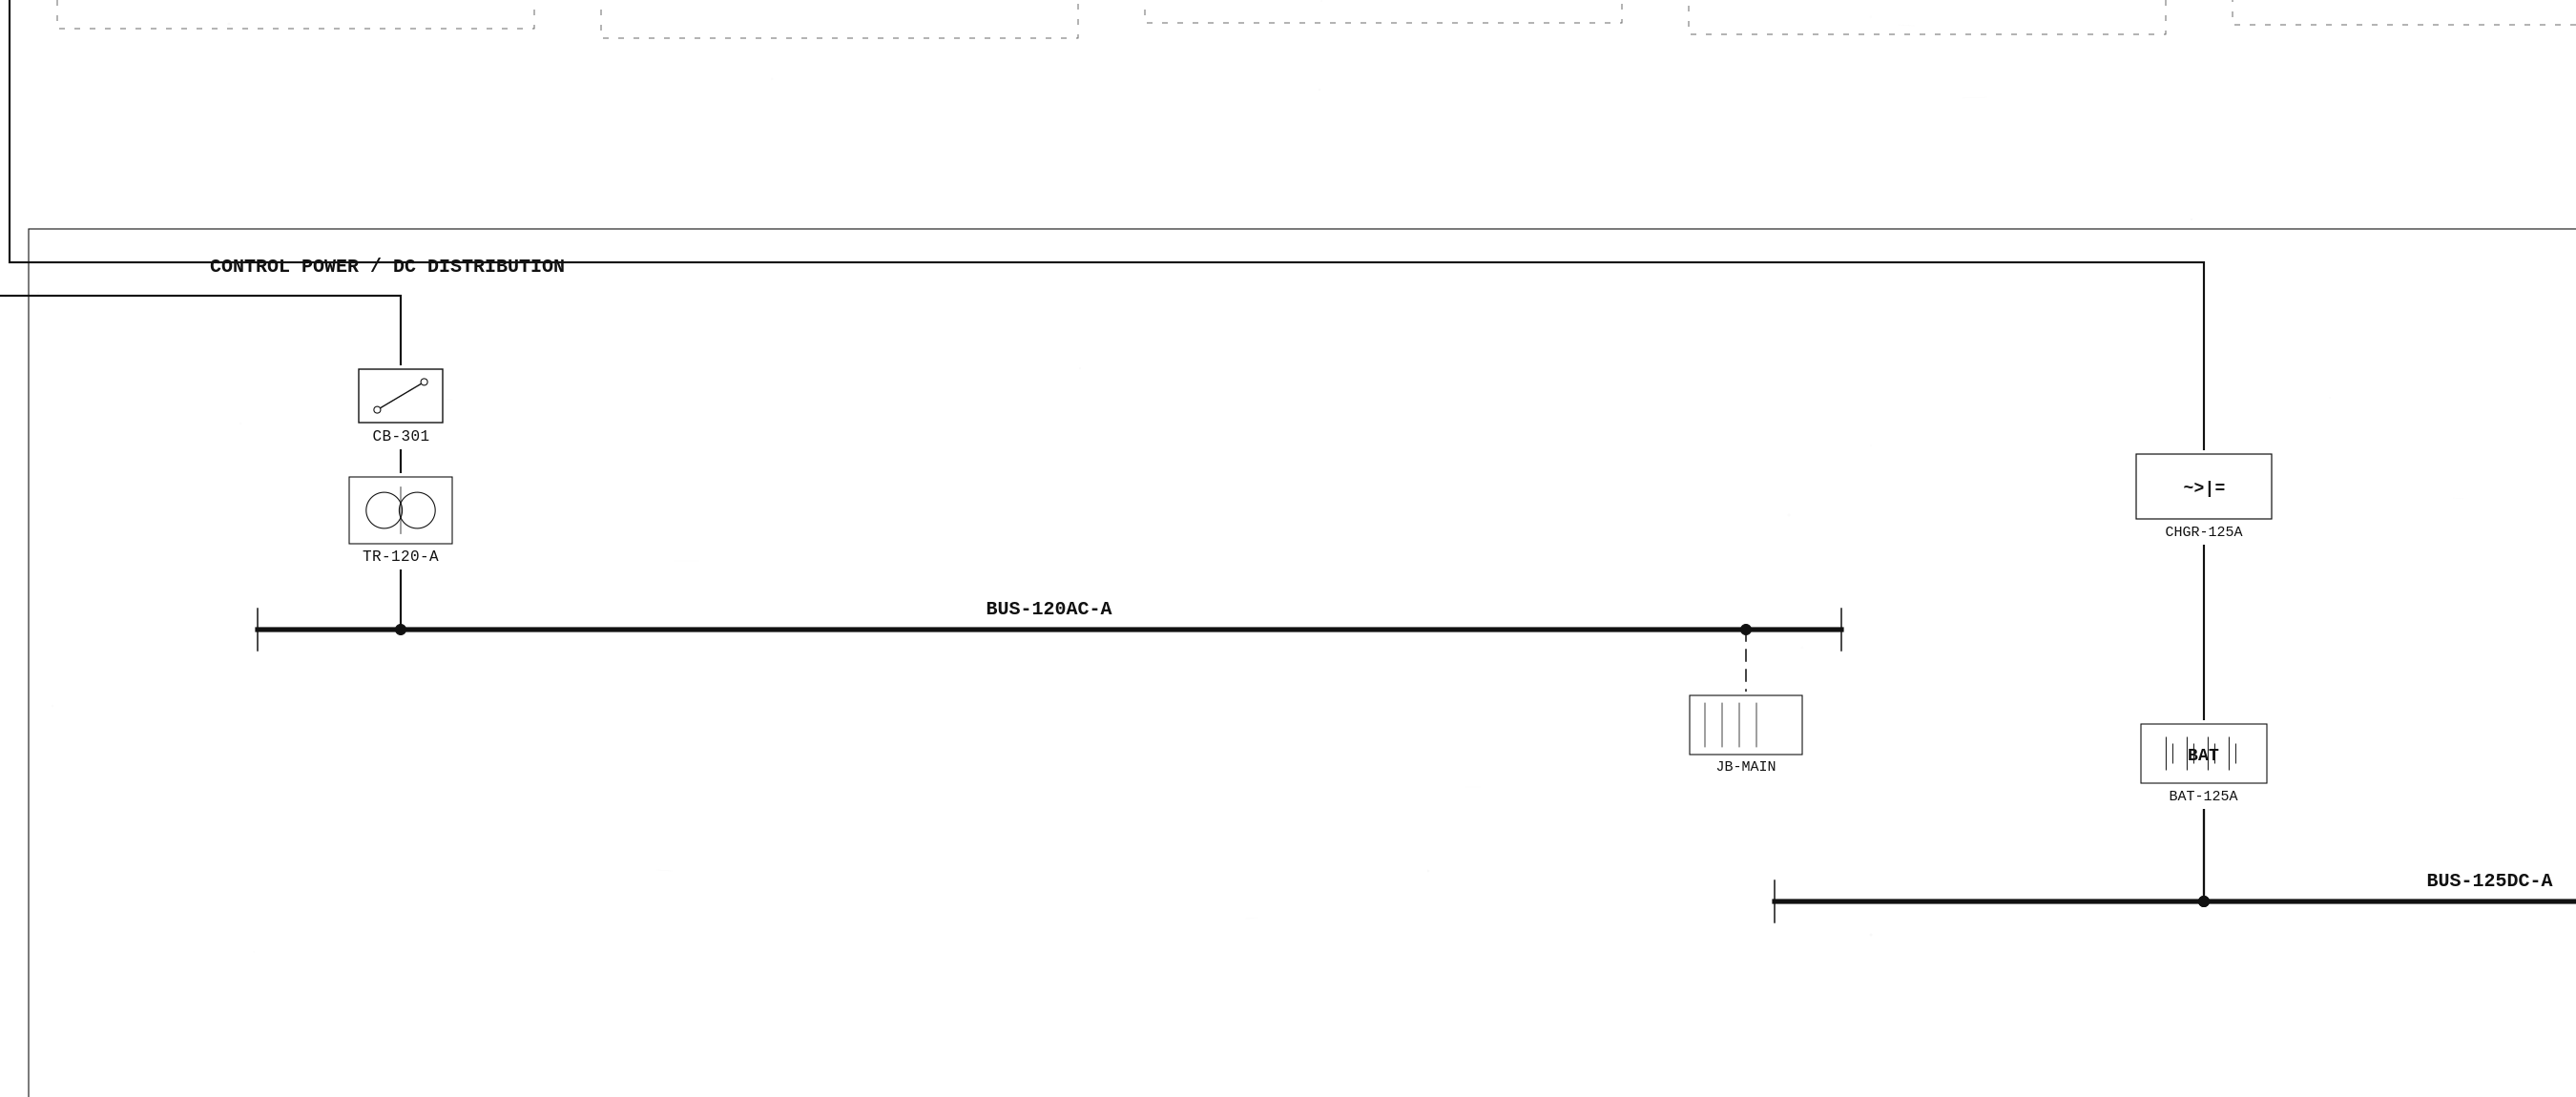 CONTROL POWER / DC DISTRIBUTION
CB-301
~>|=
CHGR-125A
TR-120-A
BUS-120AC-A
JB-MAIN
BAT
BAT-125A
BUS-125DC-A